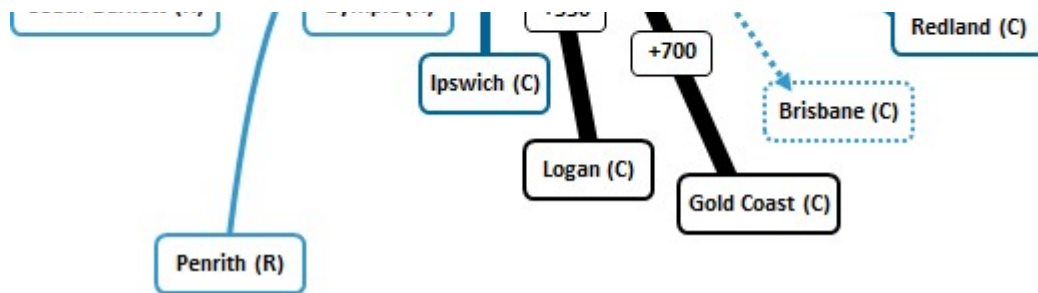 Redland (C)
+700
Ipswich (C)
Brisbane (C)
Logan (C)
Gold Coast (C)
Penrith (R)